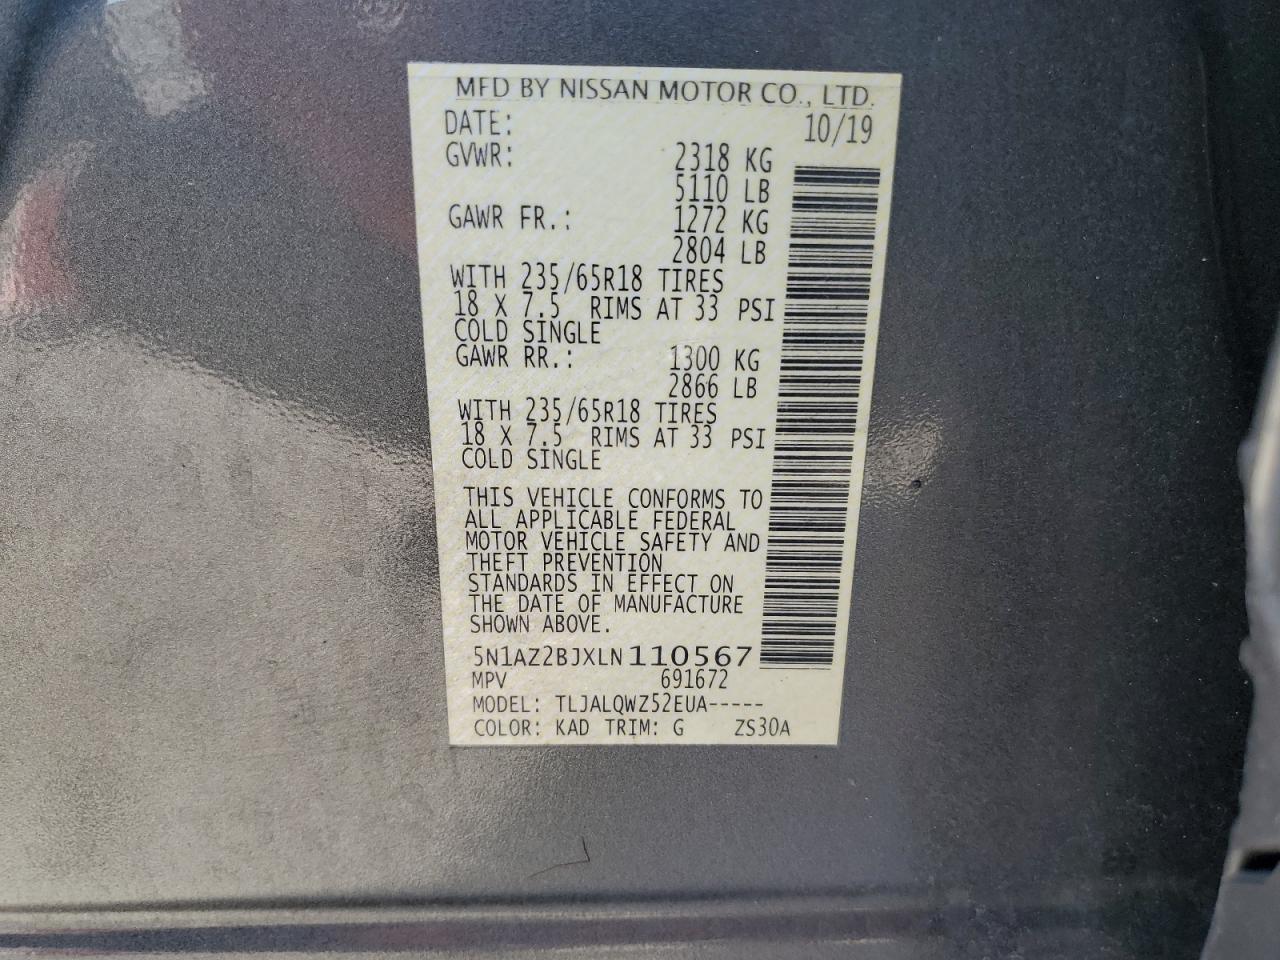 MFD BY NISSAN MOTOR CO., LTD.
DATE: 10/19
GVWR: 2318 KG
5110 LB
GAWR FR.: 1272 KG
2804 LB
WITH 235/65R18 TIRES
18 X 7.5 RIMS AT 33 PSI
COLD SINGLE
GAWR RR.: 1300 KG
2866 LB
WITH 235/65R18 TIRES
18 X 7.5 RIMS AT 33 PSI
COLD SINGLE
THIS VEHICLE CONFORMS TO
ALL APPLICABLE FEDERAL
MOTOR VEHICLE SAFETY AND
THEFT PREVENTION
STANDARDS IN EFFECT ON
THE DATE OF MANUFACTURE
SHOWN ABOVE.
5N1AZ2BJXLN110567
MPV 691672
MODEL: TLJALQWZ52EUA-----
COLOR: KAD TRIM: G ZS30A